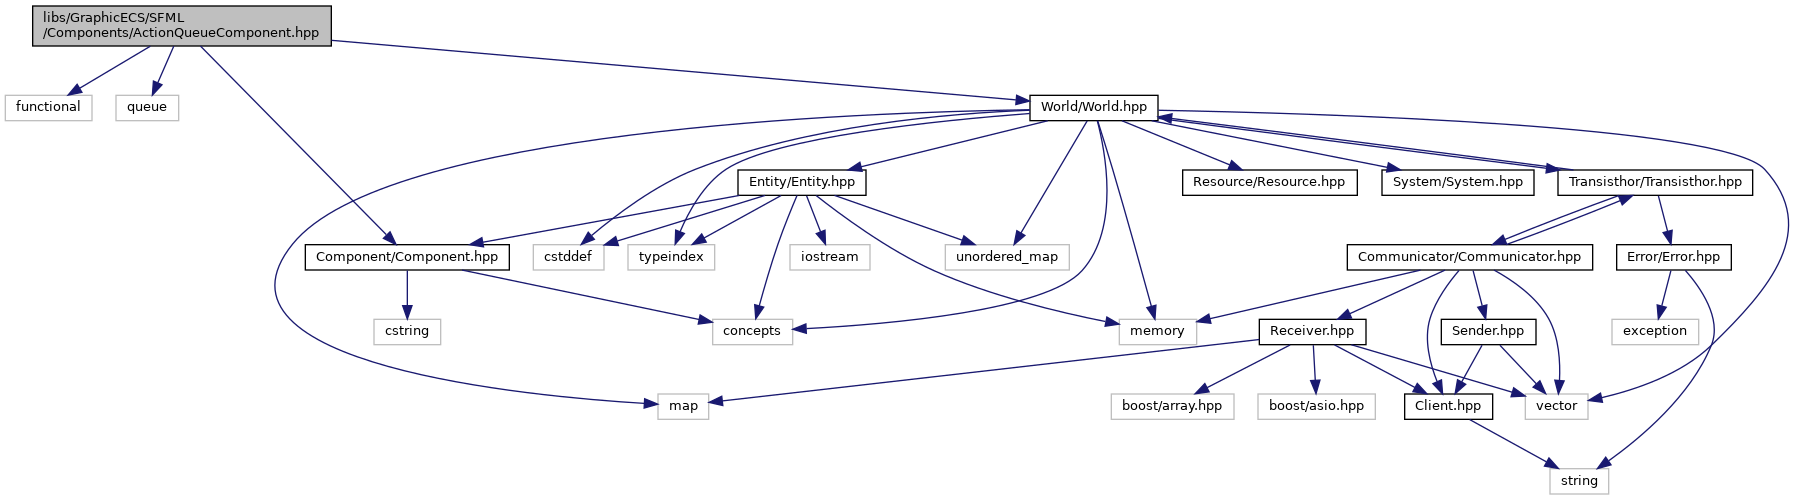 libs/GraphicECS/SFML
/Components/ActionQueueComponent.hpp
functional
queue
World/World.hpp
Entity/Entity.hpp
Resource/Resource.hpp
System/System.hpp
Transisthor/Transisthor.hpp
Component/Component.hpp
cstddef
typeindex
iostream
unordered_map
Communicator/Communicator.hpp
Error/Error.hpp
cstring
concepts
memory
Receiver.hpp
Sender.hpp
exception
map
boost/array.hpp
boost/asio.hpp
Client.hpp
vector
string